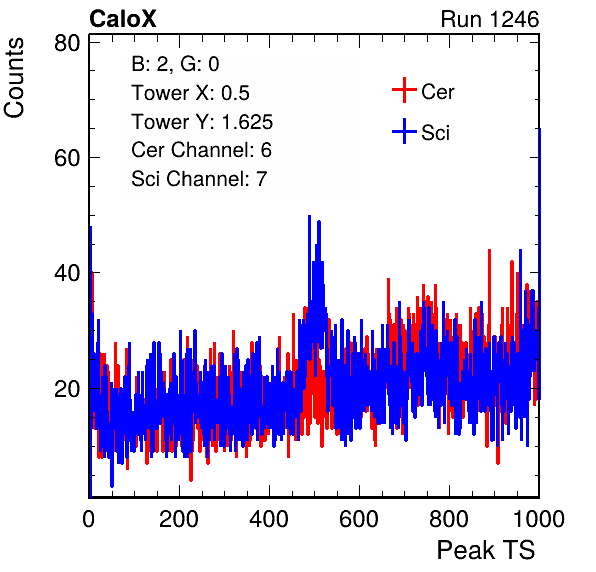 CaloX Run 1246
Counts
B: 2, G: 0
Tower X: 0.5
Tower Y: 1.625
Cer Channel: 6
Sci Channel: 7
Cer
Sci
80
60
40
20
0 200 400 600 800 1000
Peak TS